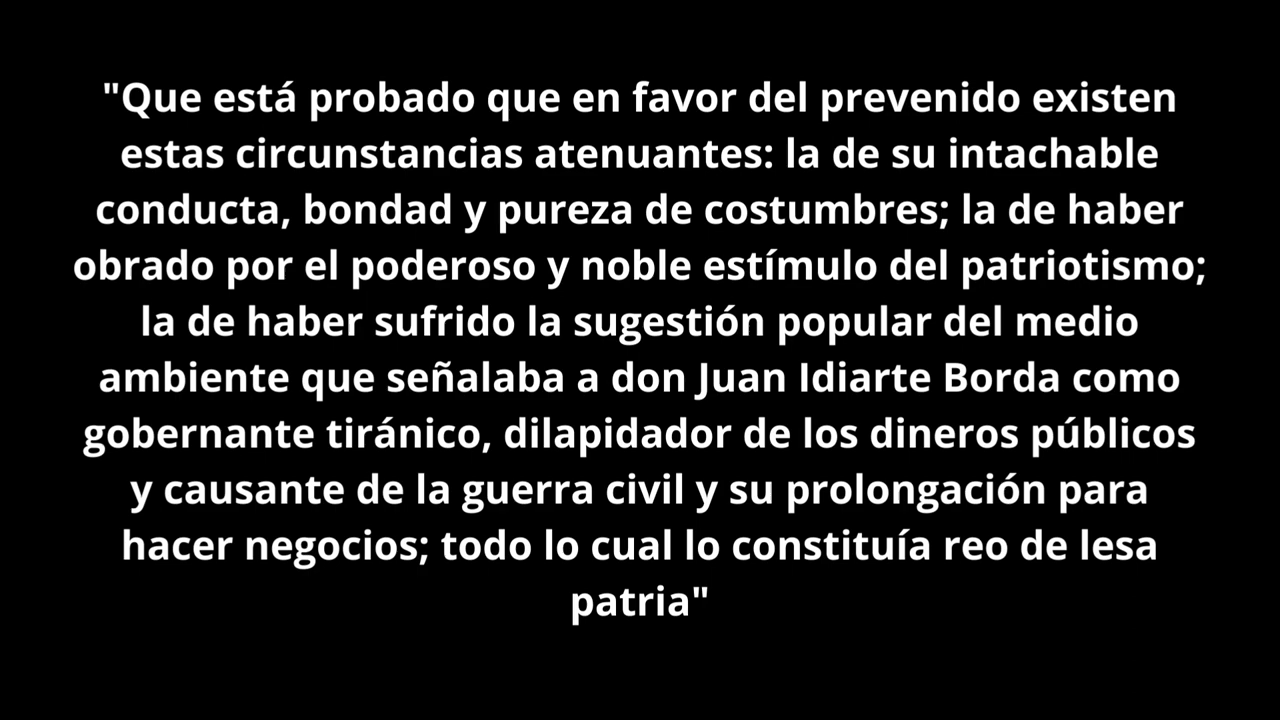 "Que está probado que en favor del prevenido existen
estas circunstancias atenuantes: la de su intachable
conducta, bondad y pureza de costumbres; la de haber
obrado por el poderoso y noble estímulo del patriotismo;
la de haber sufrido la sugestión popular del medio
ambiente que señalaba a don Juan Idiarte Borda como
gobernante tiránico, dilapidador de los dineros públicos
y causante de la guerra civil y su prolongación para
hacer negocios; todo lo cual lo constituía reo de lesa
patria"